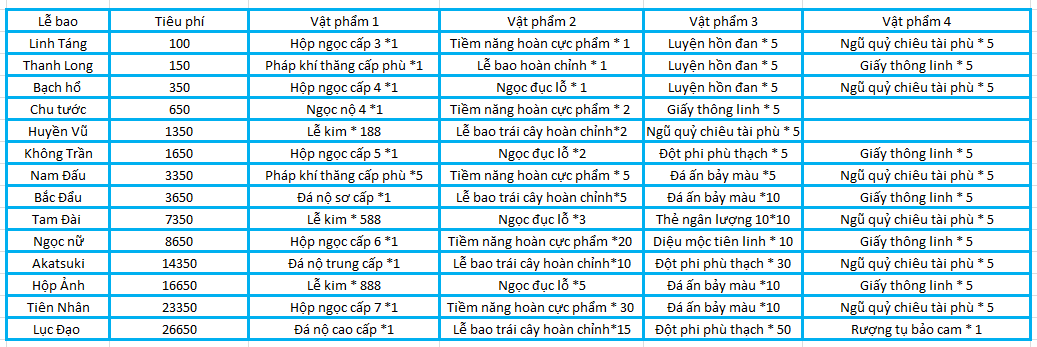 Lễ bao Tiêu phí Vật phẩm 1 Vật phẩm 2 Vật phẩm 3 Vật phẩm 4
Linh Táng 100 Hộp ngọc cấp 3 *1 Tiềm năng hoàn cực phẩm * 1 Luyện hồn đan * 5 Ngũ quỷ chiêu tài phù * 5
Thanh Long 150 Pháp khí thăng cấp phù *1 Lễ bao hoàn chỉnh * 1 Luyện hồn đan * 5 Giấy thông linh * 5
Bạch hổ 350 Hộp ngọc cấp 4 *1 Ngọc đục lỗ * 1 Luyện hồn đan * 5 Ngũ quỷ chiêu tài phù * 5
Chu tước 650 Ngọc nộ 4 *1 Tiềm năng hoàn cực phẩm * 2 Giấy thông linh * 5
Huyền Vũ 1350 Lễ kim * 188 Lễ bao trái cây hoàn chỉnh*2 Ngũ quỷ chiêu tài phù * 5
Không Trần 1650 Hộp ngọc cấp 5 *1 Ngọc đục lỗ *2 Đột phi phù thạch * 5 Giấy thông linh * 5
Nam Đấu 3350 Pháp khí thăng cấp phù *5 Tiềm năng hoàn cực phẩm * 5 Đá ấn bảy màu *5 Ngũ quỷ chiêu tài phù * 5
Bắc Đẩu 3650 Đá nộ sơ cấp *1 Lễ bao trái cây hoàn chỉnh*5 Đá ấn bảy màu *10 Giấy thông linh * 5
Tam Đài 7350 Lễ kim * 588 Ngọc đục lỗ *3 Thẻ ngân lượng 10*10 Ngũ quỷ chiêu tài phù * 5
Ngọc nữ 8650 Hộp ngọc cấp 6 *1 Tiềm năng hoàn cực phẩm *20 Diệu mộc tiên linh * 10 Giấy thông linh * 5
Akatsuki 14350 Đá nộ trung cấp *1 Lễ bao trái cây hoàn chỉnh*10 Đột phi phù thạch * 30 Ngũ quỷ chiêu tài phù * 5
Hộp Ảnh 16650 Lễ kim * 888 Ngọc đục lỗ *5 Đá ấn bảy màu *10 Giấy thông linh * 5
Tiên Nhân 23350 Hộp ngọc cấp 7 *1 Tiềm năng hoàn cực phẩm * 30 Đá ấn bảy màu *10 Ngũ quỷ chiêu tài phù * 5
Lục Đạo 26650 Đá nộ cao cấp *1 Lễ bao trái cây hoàn chỉnh*15 Đột phi phù thạch * 50 Rượng tụ bảo cam * 1